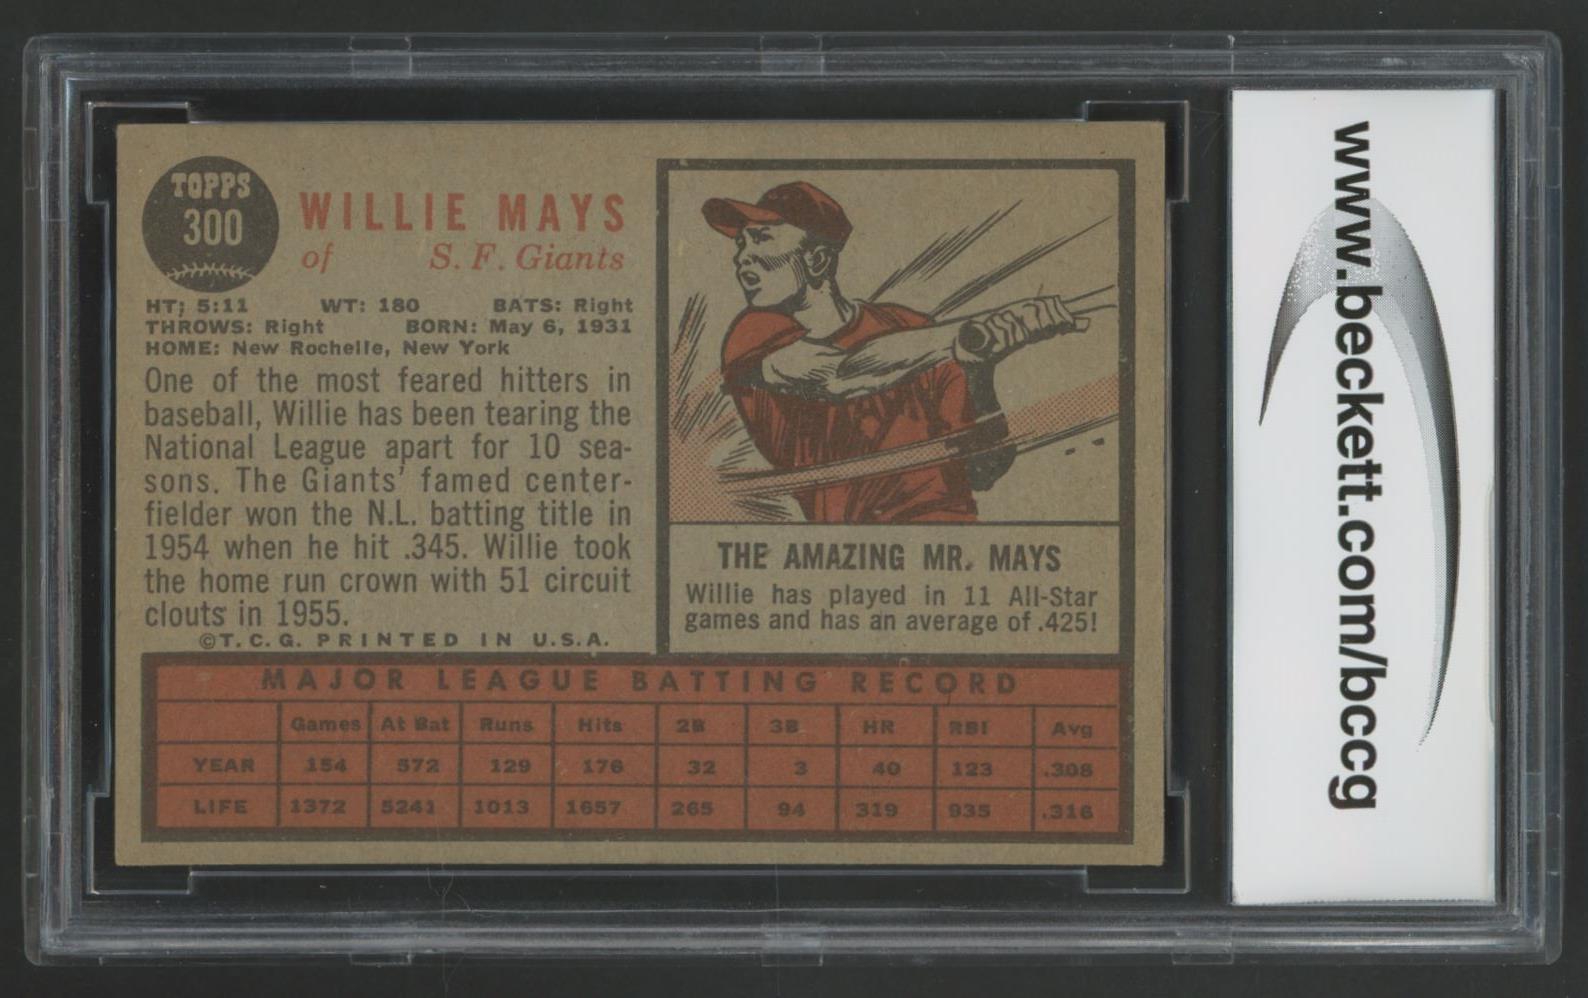 TOPPS
300
WILLIE MAYS
of S. F. Giants
HT; 5:11 WT: 180 BATS: Right
THROWS: Right BORN: May 6, 1931
HOME: New Rochelle, New York
One of the most feared hitters in
baseball, Willie has been tearing the
National League apart for 10 sea-
sons. The Giants' famed center-
fielder won the N.L. batting title in
1954 when he hit .345. Willie took
the home run crown with 51 circuit
clouts in 1955.
©T.C.G. PRINTED IN U.S.A.
THE AMAZING MR. MAYS
Willie has played in 11 All-Star
games and has an average of .425!
MAJOR LEAGUE BATTING RECORD
Games At Bat Runs Hits 2B 3B HR RBI Avg
YEAR 154 572 129 176 32 3 40 123 .308
LIFE 1372 5241 1013 1657 265 94 319 935 .316
www.beckett.com/bccg